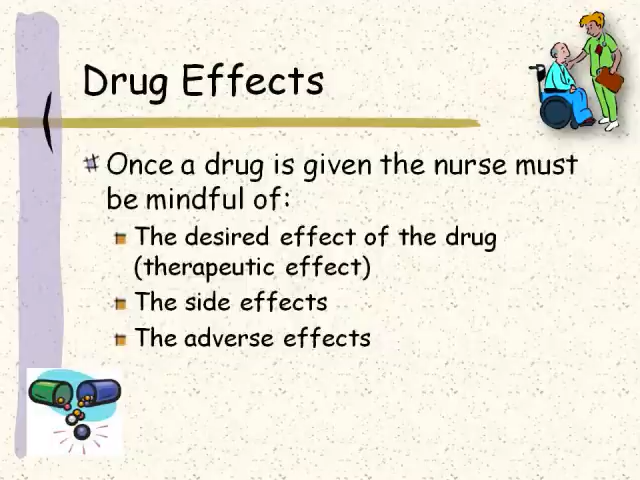 Drug Effects
Once a drug is given the nurse must
be mindful of:
The desired effect of the drug
(therapeutic effect)
The side effects
The adverse effects